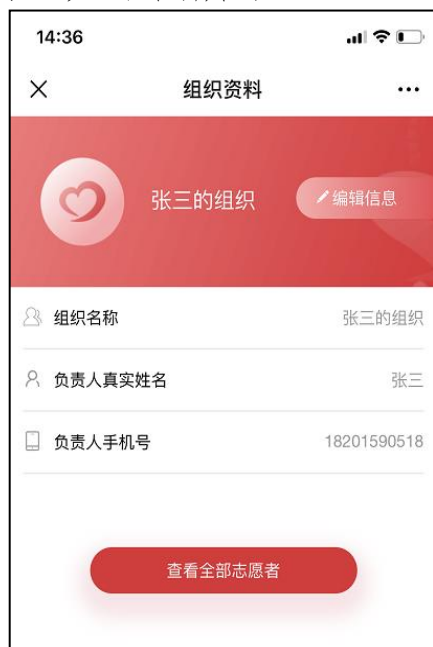 14:36
组织资料
张三的组织
编辑信息
组织名称 张三的组织
负责人真实姓名 张三
负责人手机号 18201590518
查看全部志愿者